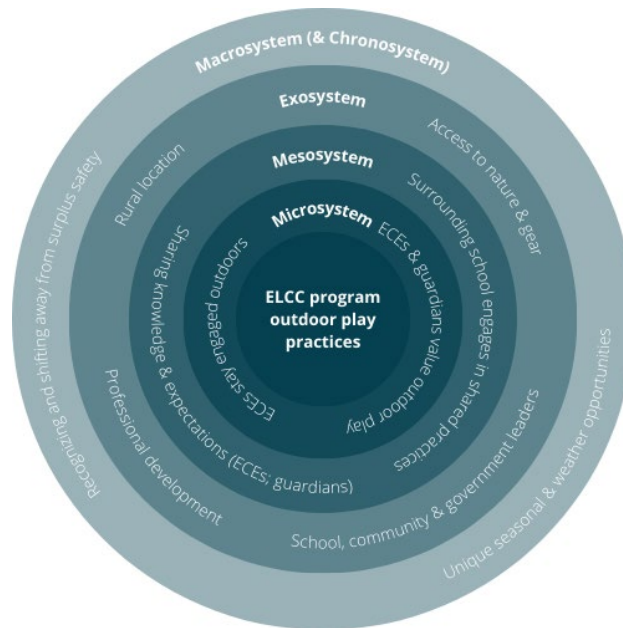 Macrosystem (& Chronosystem)
Recognizing and shifting away from surplus safety
Unique seasonal & weather opportunities
Exosystem
Rural location
Access to nature & gear
Professional development
School, community & government leaders
Mesosystem
Sharing knowledge & expectations (ECEs; guardians)
Surrounding school engages in shared practices
Microsystem
ECEs stay engaged outdoors
ECEs & guardians value outdoor play
ELCC program
outdoor play
practices